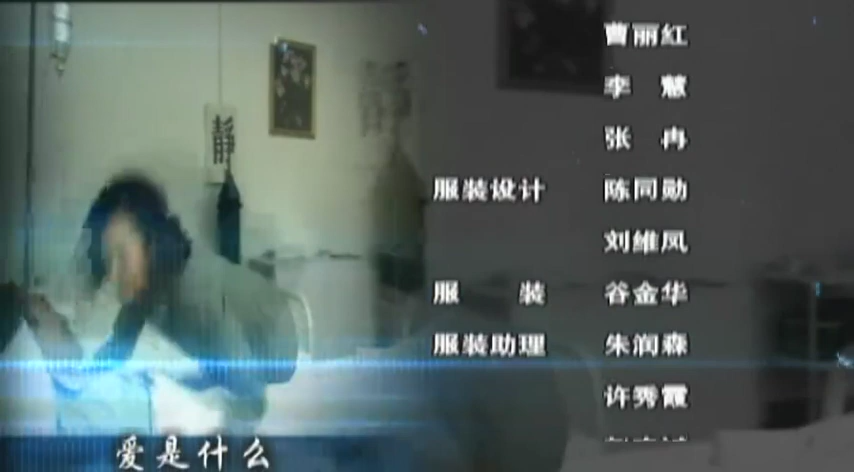 曹丽红
李 慧
张 冉
静
服装设计 陈同勋
刘维凤
服 装 谷金华
服装助理 朱润森
许秀霞
爱是什么